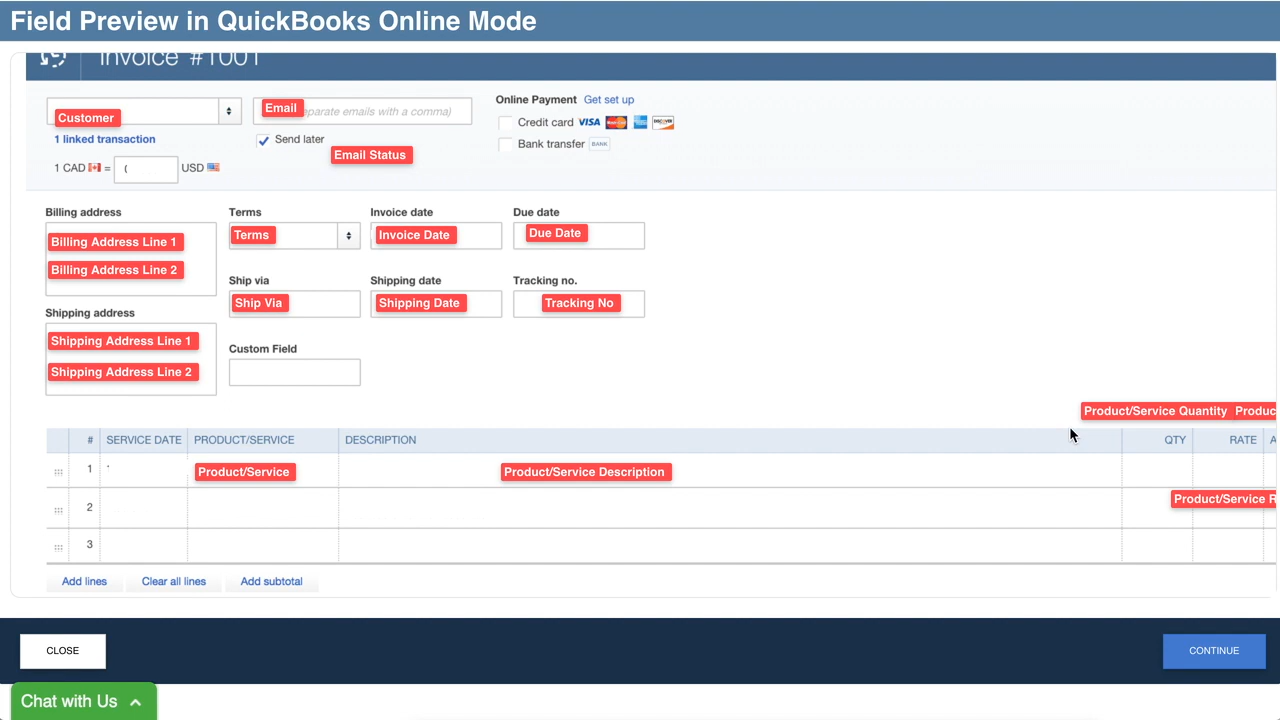 Field Preview in QuickBooks Online Mode
Invoice #1001
Customer
Email
parate emails with a comma)
Online Payment Get set up
Credit card VISA MasterCard DISCOVER
1 linked transaction
Send later
Bank transfer BANK
Email Status
1 CAD = ( USD
Billing address
Terms
Invoice date
Due date
Billing Address Line 1
Terms
Invoice Date
Due Date
Billing Address Line 2
Ship via
Shipping date
Tracking no.
Ship Via
Shipping Date
Tracking No
Shipping address
Shipping Address Line 1
Custom Field
Shipping Address Line 2
Product/Service Quantity Produc
# SERVICE DATE PRODUCT/SERVICE DESCRIPTION QTY RATE A
1 Product/Service Product/Service Description
Product/Service R
2
3
Add lines Clear all lines Add subtotal
CLOSE CONTINUE
Chat with Us